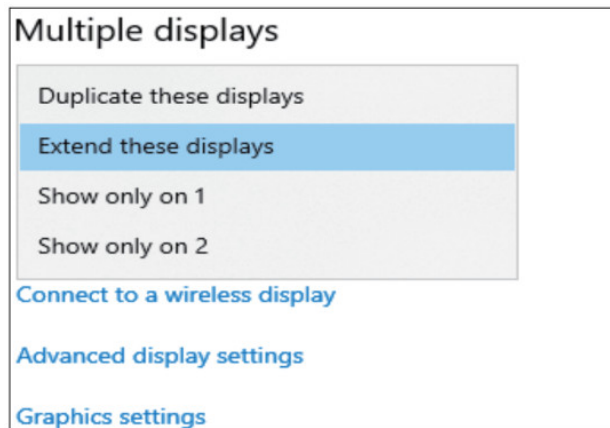 Multiple displays
Duplicate these displays
Extend these displays
Show only on 1
Show only on 2
Connect to a wireless display
Advanced display settings
Graphics settings